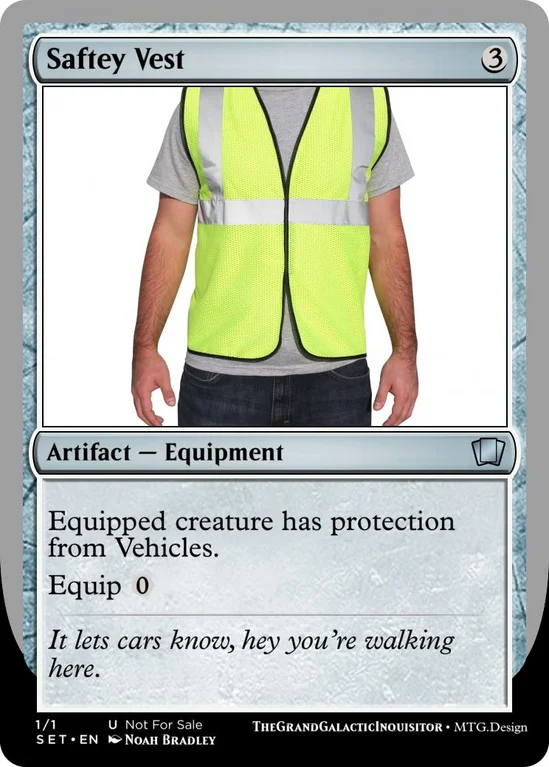 Saftey Vest 3
Artifact — Equipment
Equipped creature has protection
from Vehicles.
Equip 0
It lets cars know, hey you're walking
here.
1/1 U Not For Sale THEGRANDGALACTICINQUISITOR • MTG.Design
SET • EN NOAH BRADLEY